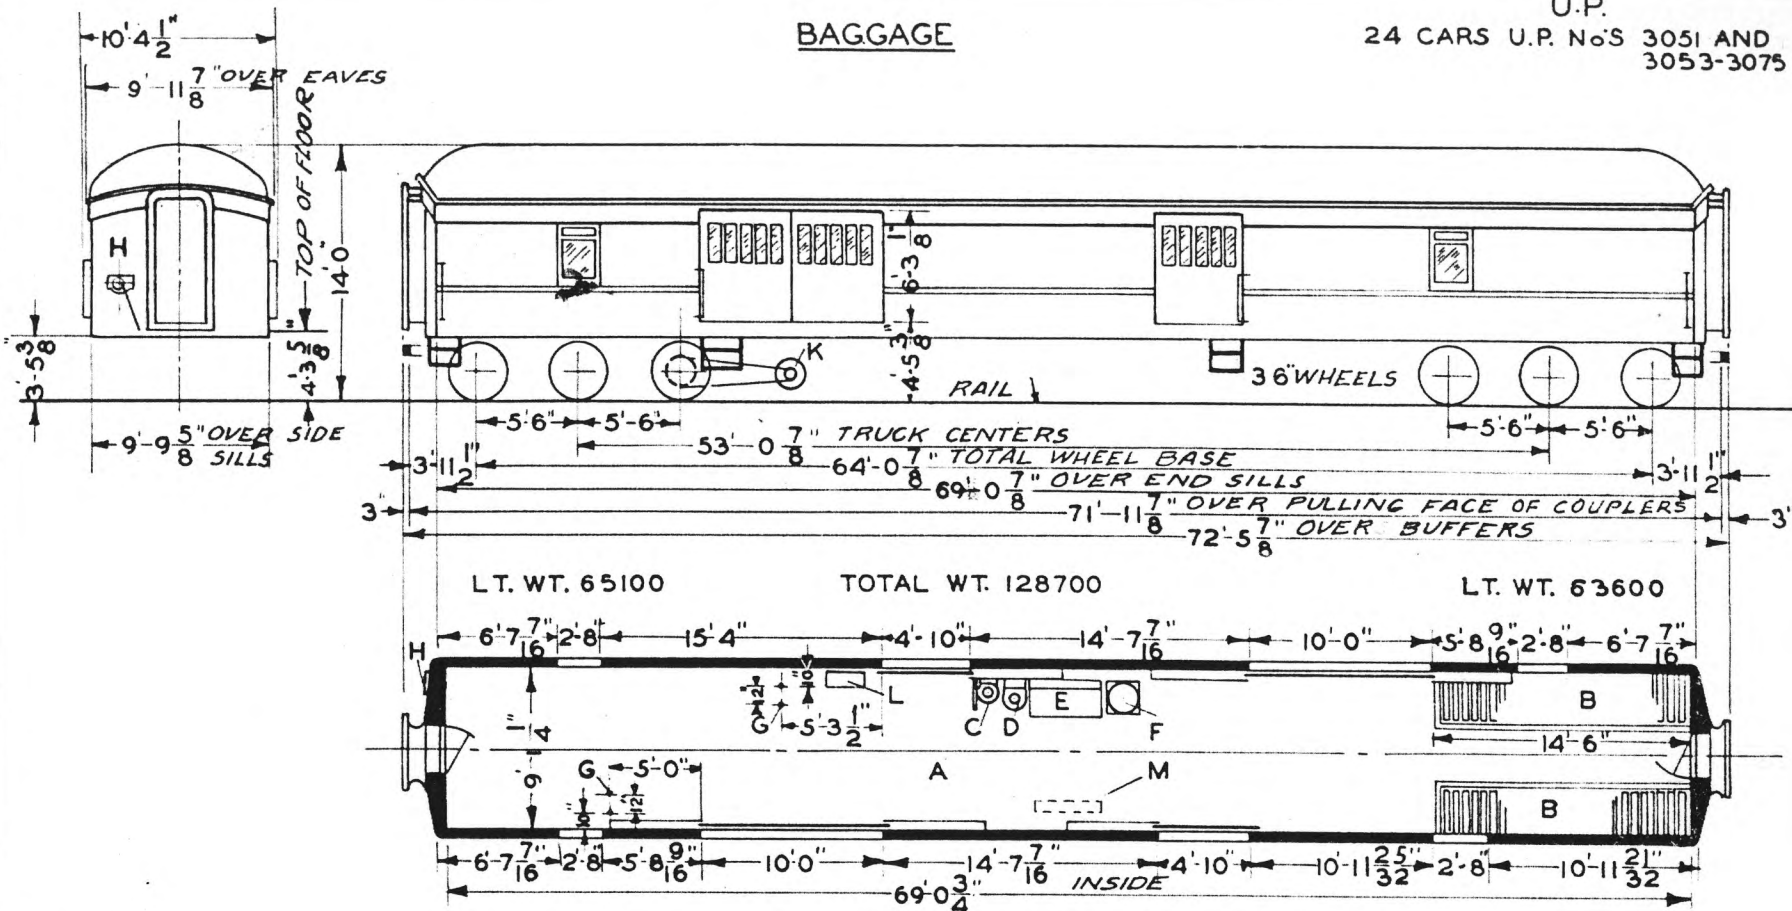 BAGGAGE
U.P.
24 CARS U.P. No'S 3051 AND
3053-3075
10'4 1/2"
9'-11 7/8" OVER EAVES
TOP OF FLOOR
H
14'-0"
3'-5 3/8"
4'-3 5/8"
9'-9 5/8" OVER SIDE
SILLS
6'-3 1/8"
4'-5 3/8"
K
RAIL
36" WHEELS
5'6" 5'-6" 5'6" 5'6"
53'-0 7/8" TRUCK CENTERS
3'-11 1/2" 64'-0 7/8" TOTAL WHEEL BASE 3'-11 1/2"
69'-0 7/8" OVER END SILLS
3" 71'-11 7/8" OVER PULLING FACE OF COUPLERS 3"
72'-5 7/8" OVER BUFFERS
LT. WT. 65100 TOTAL WT. 128700 LT. WT. 63600
6'-7 7/16" 2'-8" 15'4" 4'-10" 14'-7 7/16" 10'-0" 5'-8 9/16" 2'-8" 6'-7 7/16"
H
10"
12"
G
L
5'-3 1/2"
C D E F
B
14'-6"
9'-1/4"
A
M
G
5'-0"
12"
10"
B
6'-7 7/16" 2'-8" 5'-8 9/16" 10'0" 14'-7 7/16" 4'-10" 10'-11 25/32" 2'-8" 10'-11 21/32"
69'-0 3/4" INSIDE